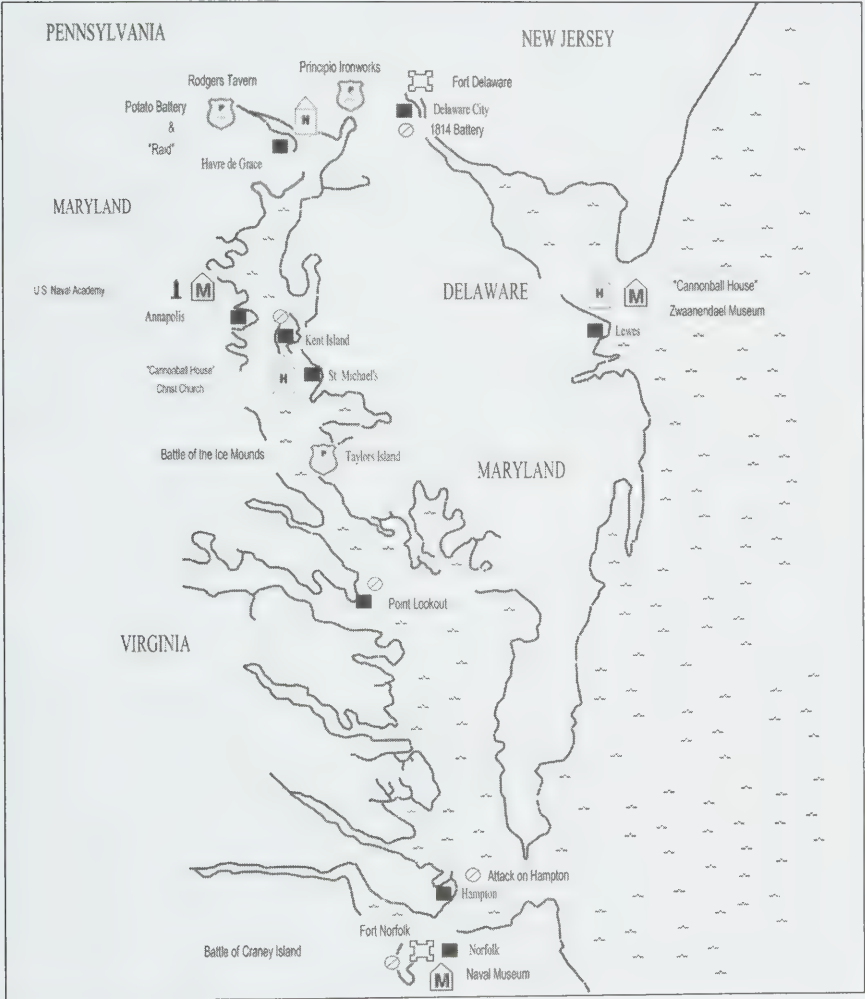 PENNSYLVANIA
NEW JERSEY
Principio Ironworks
Rodgers Tavern
P
Fort Delaware
Potato Battery
P
H
Delaware City
&
1814 Battery
"Raid"
Havre de Grace
MARYLAND
U.S. Naval Academy
M
DELAWARE
H
M
"Cannonball House"
Zwaanendael Museum
Annapolis
Lewes
Kent Island
"Cannonball House"
H
St. Michael's
Christ Church
Battle of the Ice Mounds
P
Taylors Island
MARYLAND
Point Lookout
VIRGINIA
Attack on Hampton
Hampton
Fort Norfolk
Battle of Craney Island
Norfolk
M
Naval Museum